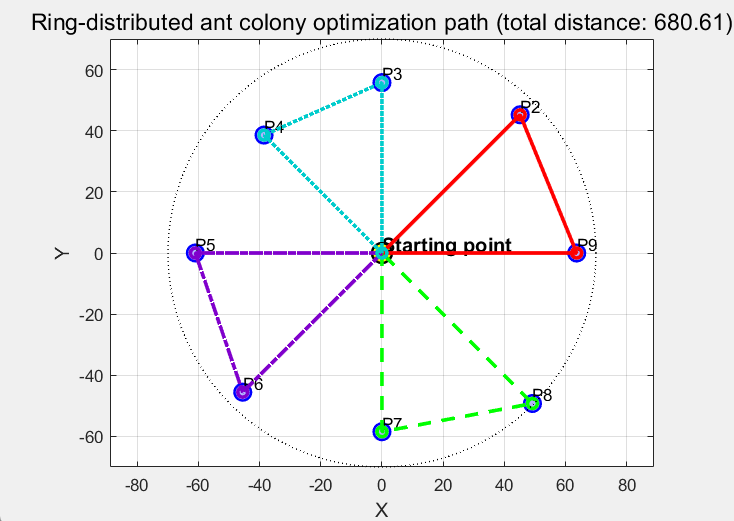 Ring-distributed ant colony optimization path (total distance: 680.61)
60
P3
P2
40
P4
20
Y
0
P5
Starting point
P9
-20
-40
P6
P8
P7
-60
-80
-60
-40
-20
0
20
40
60
80
X